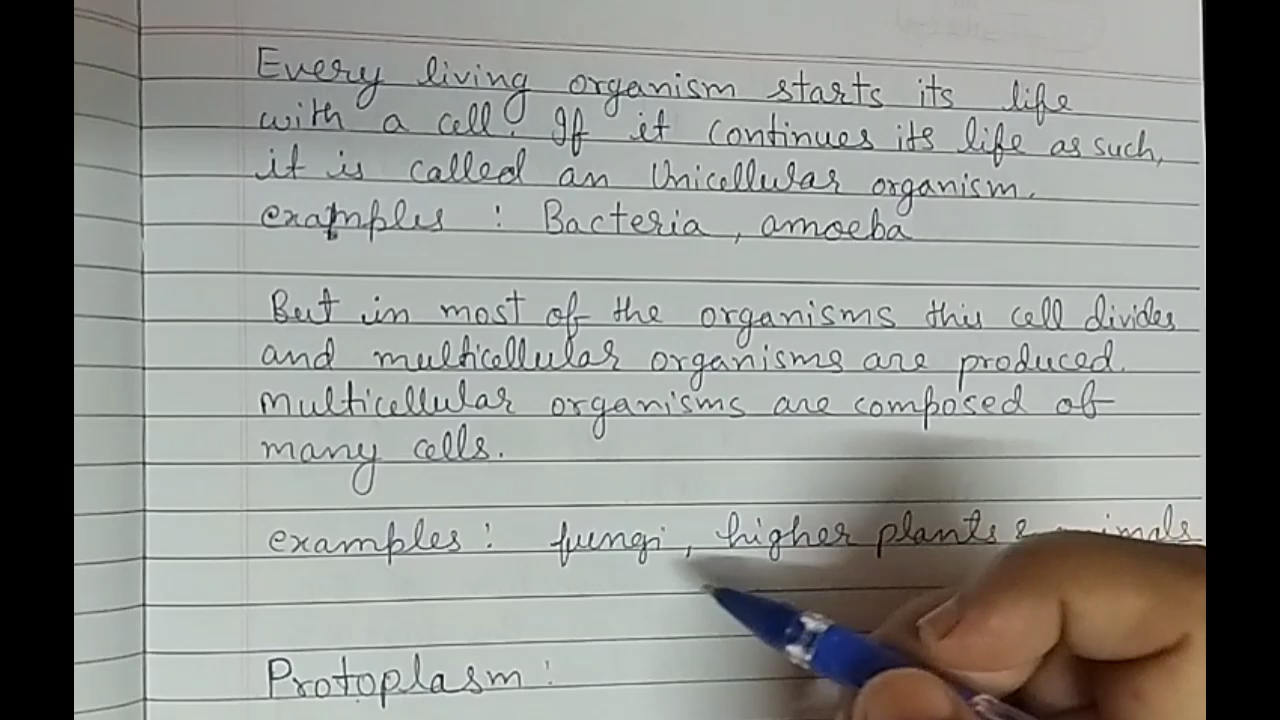 Every living organism starts its life
with a cell. If it continues its life as such,
it is called an Unicellular organism.
examples : Bacteria, amoeba
But in most of the organisms this cell divides
and multicellular organisms are produced.
Multicellular organisms are composed of
many cells.
examples : fungi, higher plants & animals
Protoplasm :